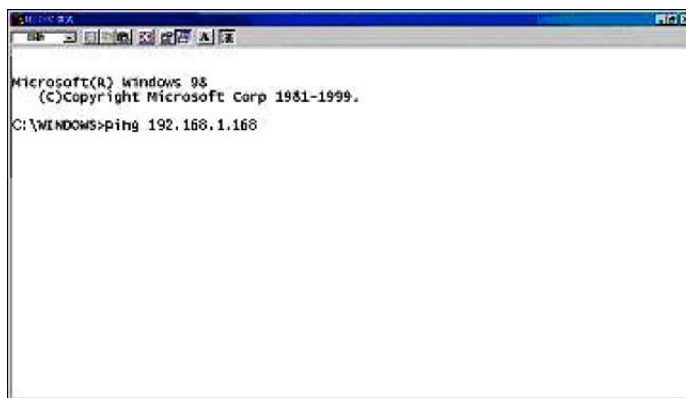 Microsoft(R) Windows 98
(C)Copyright Microsoft Corp 1981-1999.
C:\WINDOWS>ping 192.168.1.168